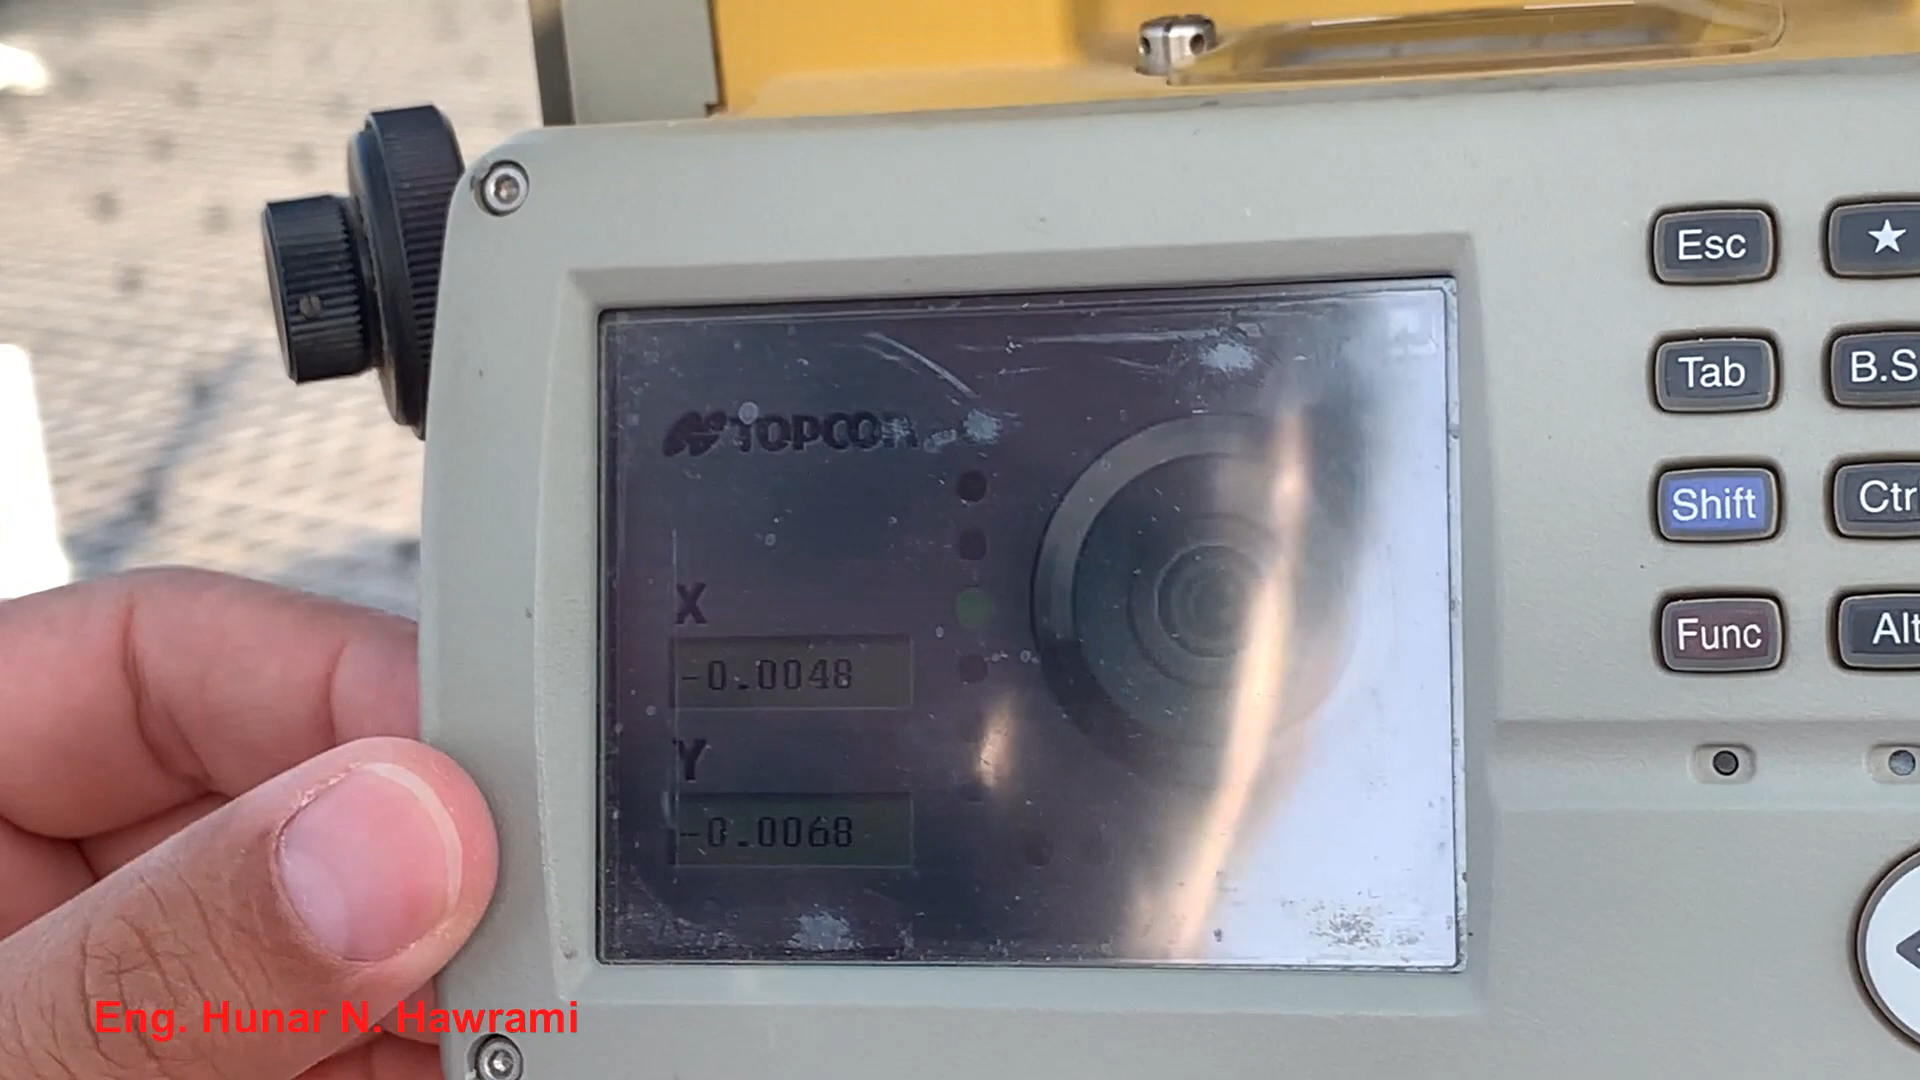 TOPCON
X
-0.0048
Y
-0.0068
Esc
★
Tab
B.S
Shift
Ctr
Func
Alt
Eng. Hunar N. Hawrami